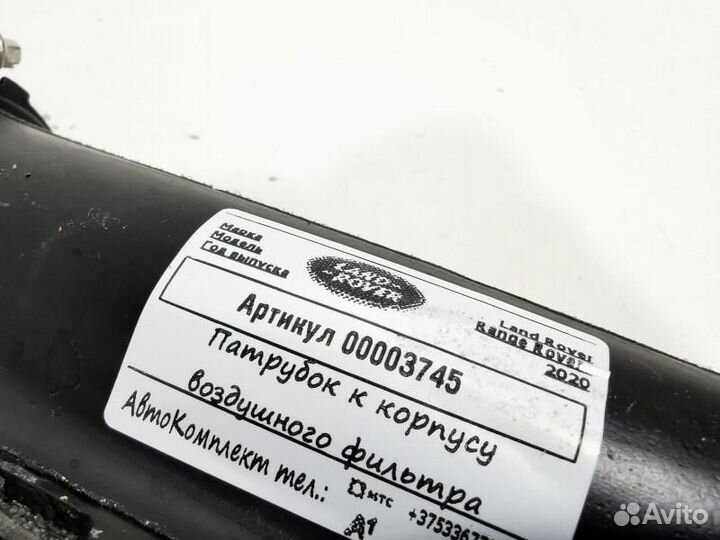 Марка
Модель
Год выпуска
LAND-
-ROVER
Land Rover
Range Rover
2020
Артикул 00003745
Патрубок к корпусу
воздушного фильтра
АвтоКомплект тел.:
МТС
A1
Avito